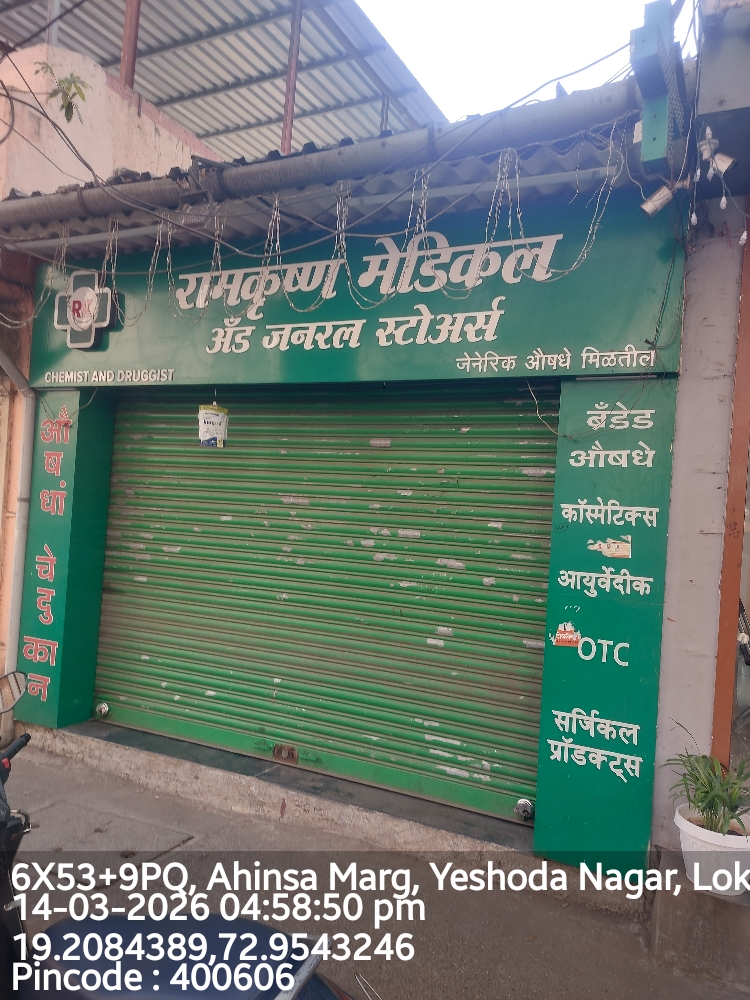 रामकृष्ण मेडिकल
अँड जनरल स्टोअर्स
जेनेरिक औषधे मिळतील
CHEMIST AND DRUGGIST
औषधां चे दुकान
ब्रँडेड
औषधे
कॉस्मेटिक्स
आयुर्वेदीक
OTC
सर्जिकल
प्रॉडक्ट्स
6X53+9PQ, Ahinsa Marg, Yeshoda Nagar, Lok
14-03-2026 04:58:50 pm
19.2084389,72.9543246
Pincode : 400606